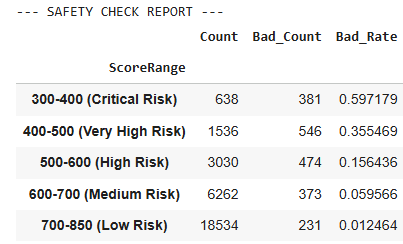 --- SAFETY CHECK REPORT ---
Count Bad_Count Bad_Rate
ScoreRange
300-400 (Critical Risk) 638 381 0.597179
400-500 (Very High Risk) 1536 546 0.355469
500-600 (High Risk) 3030 474 0.156436
600-700 (Medium Risk) 6262 373 0.059566
700-850 (Low Risk) 18534 231 0.012464